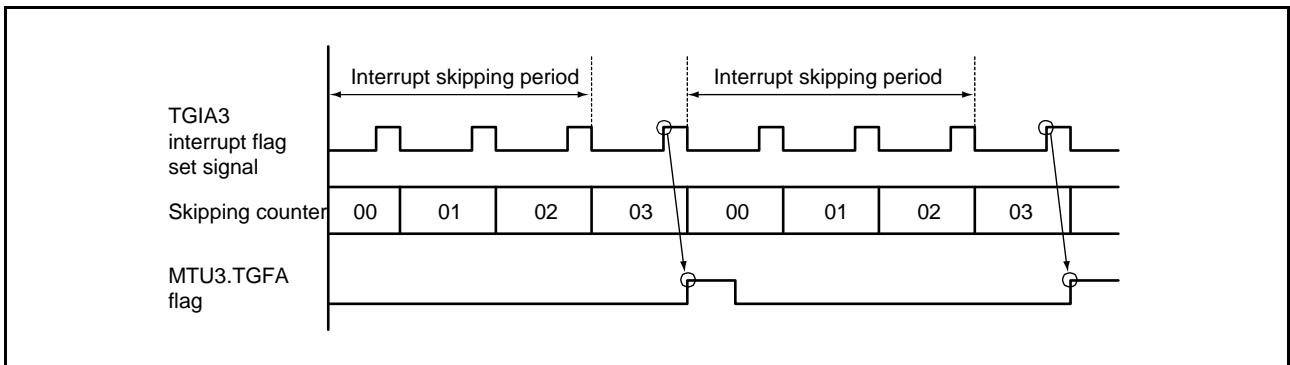 Interrupt skipping period
Interrupt skipping period
TGIA3
interrupt flag
set signal
Skipping counter
00
01
02
03
00
01
02
03
MTU3.TGFA
flag